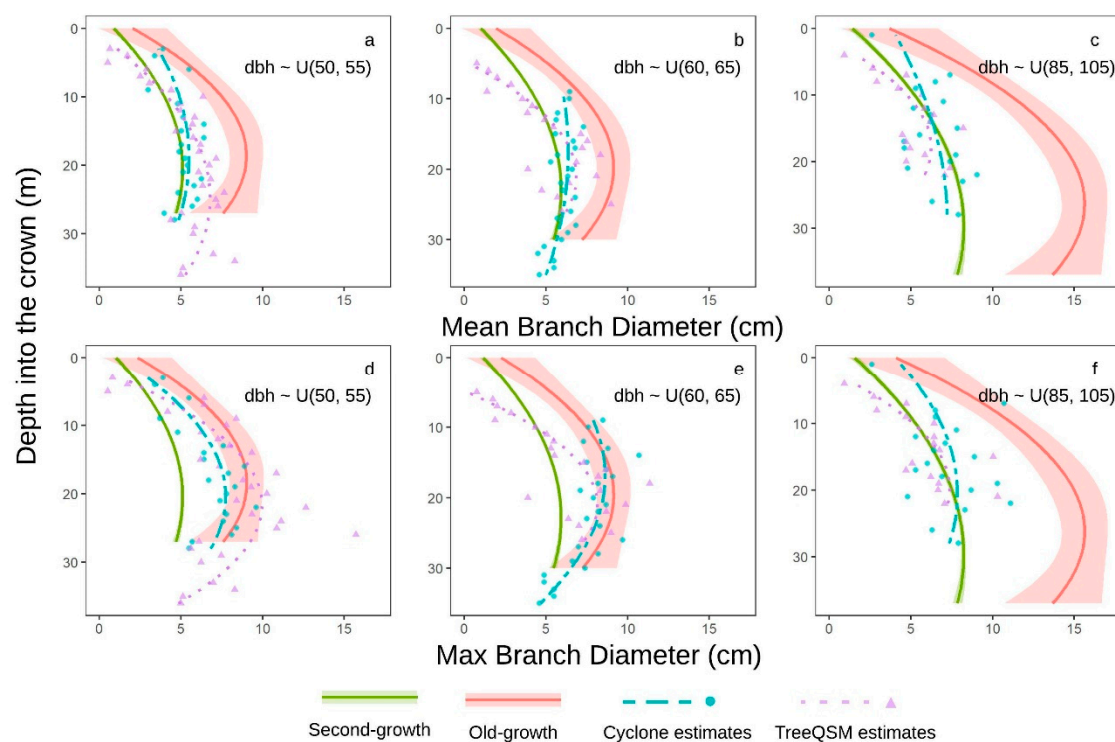 0
10
20
30
a
dbh ~ U(50, 55)
0 5 10 15
0
10
20
30
b
dbh ~ U(60, 65)
0 5 10 15
0
10
20
30
c
dbh ~ U(85, 105)
0 5 10 15
Mean Branch Diameter (cm)
Depth into the crown (m)
0
10
20
30
d
dbh ~ U(50, 55)
0 5 10 15
0
10
20
30
e
dbh ~ U(60, 65)
0 5 10 15
0
10
20
30
f
dbh ~ U(85, 105)
0 5 10 15
Max Branch Diameter (cm)
Second-growth Old-growth Cyclone estimates TreeQSM estimates